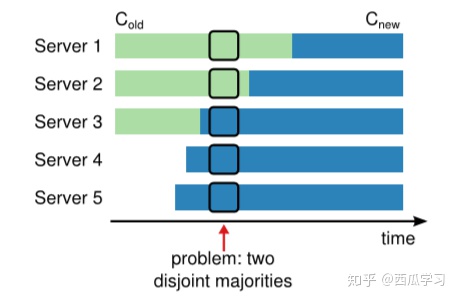 Cold Cnew
Server 1
Server 2
Server 3
Server 4
Server 5
time
problem: two
disjoint majorities
知乎 @西瓜学习